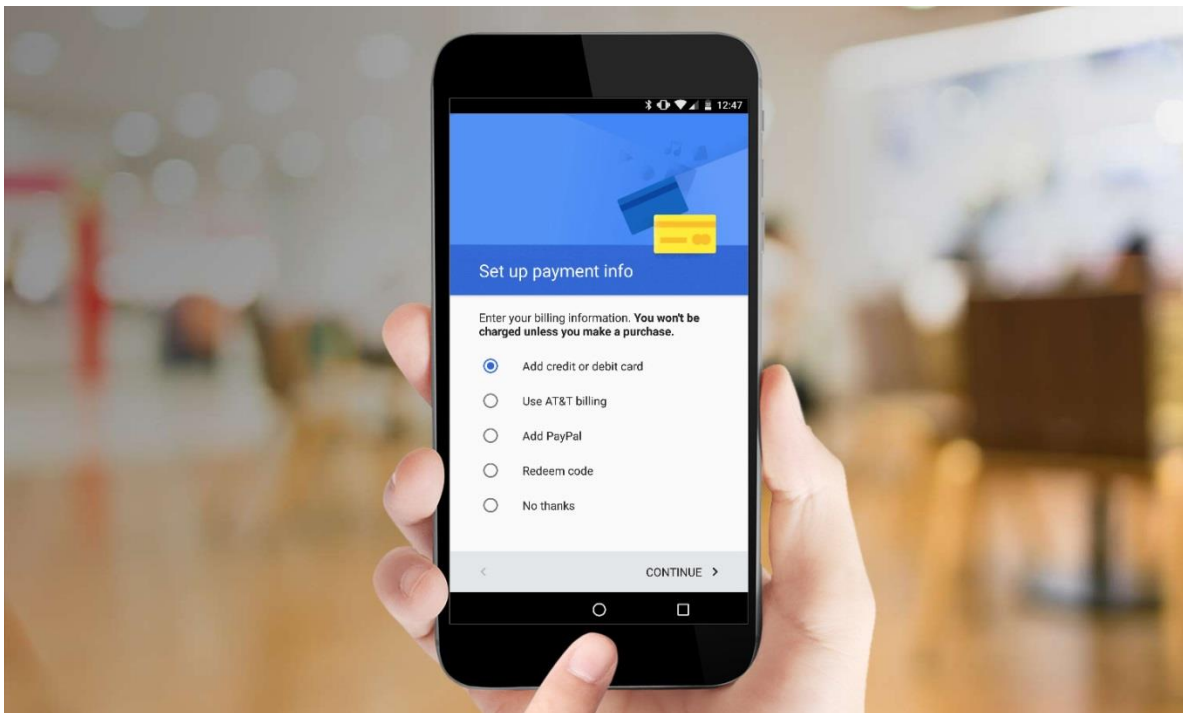 12:47
Set up payment info
Enter your billing information. You won't be
charged unless you make a purchase.
Add credit or debit card
Use AT&T billing
Add PayPal
Redeem code
No thanks
CONTINUE